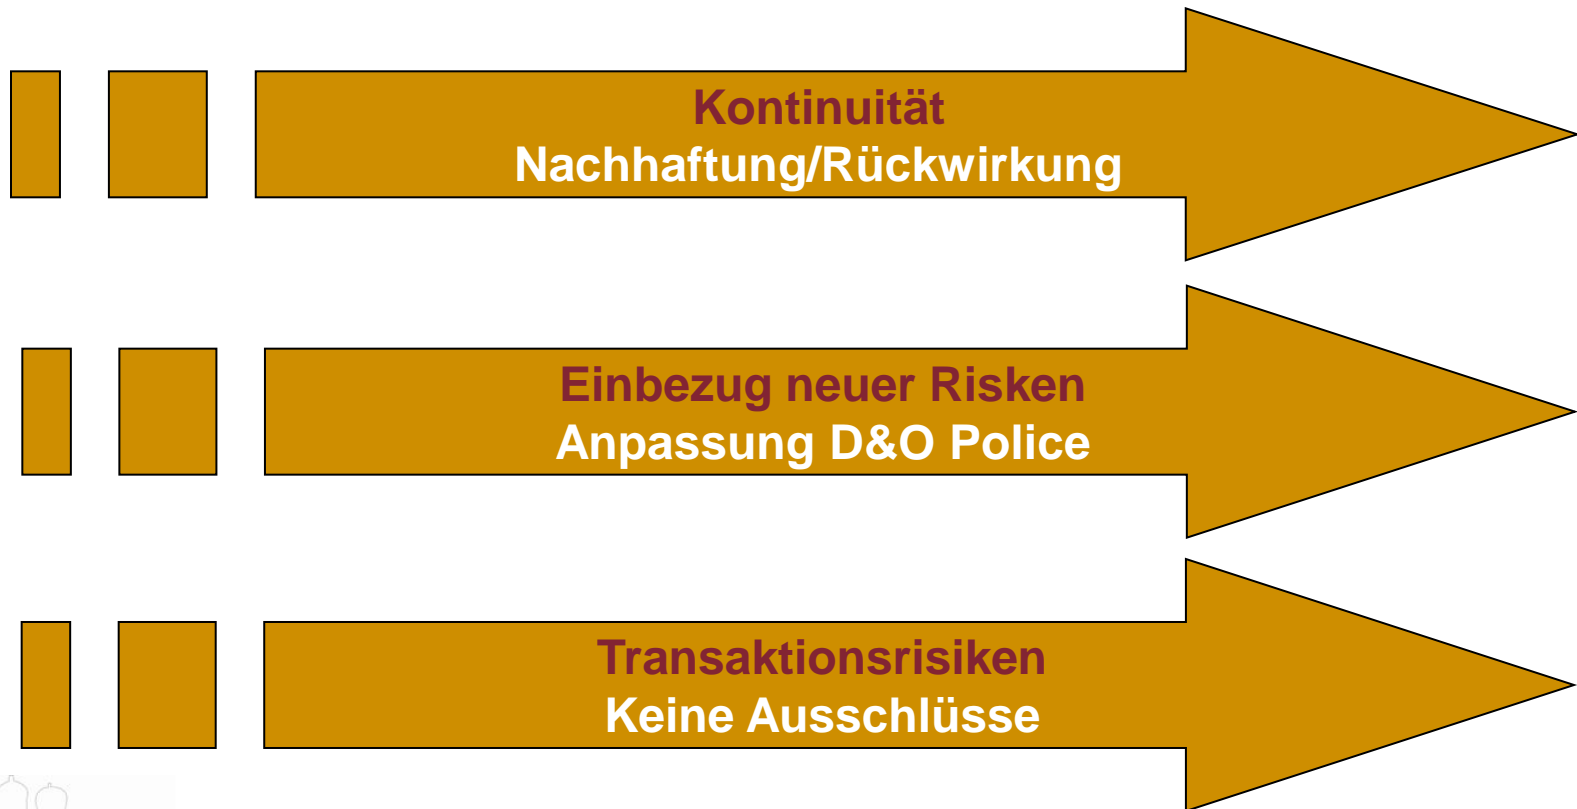 Kontinuität
Nachhaftung/Rückwirkung
Einbezug neuer Risken
Anpassung D&O Police
Transaktionsrisiken
Keine Ausschlüsse